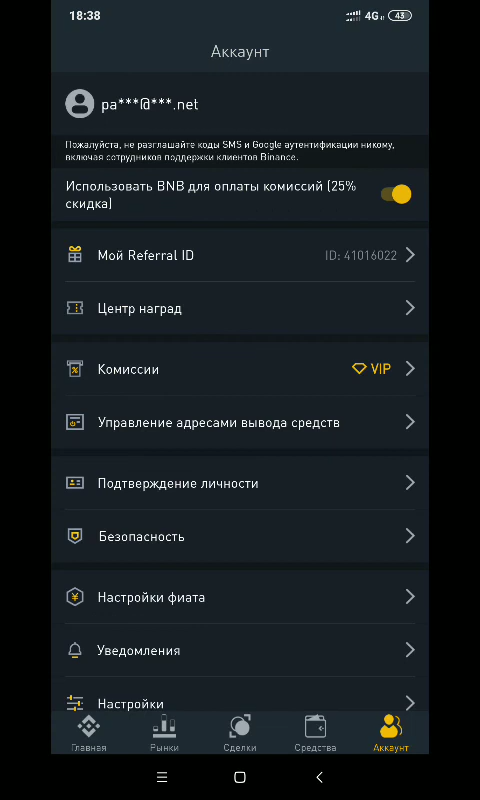 18:38
4G
43
Аккаунт
pa***@***.net
Пожалуйста, не разглашайте коды SMS и Google аутентификации никому,
включая сотрудников поддержки клиентов Binance.
Использовать BNB для оплаты комиссий (25%
скидка)
Мой Referral ID
ID: 41016022
Центр наград
Комиссии
VIP
Управление адресами вывода средств
Подтверждение личности
Безопасность
Настройки фиата
Уведомления
Настройки
Главная
Рынки
Сделки
Средства
Аккаунт